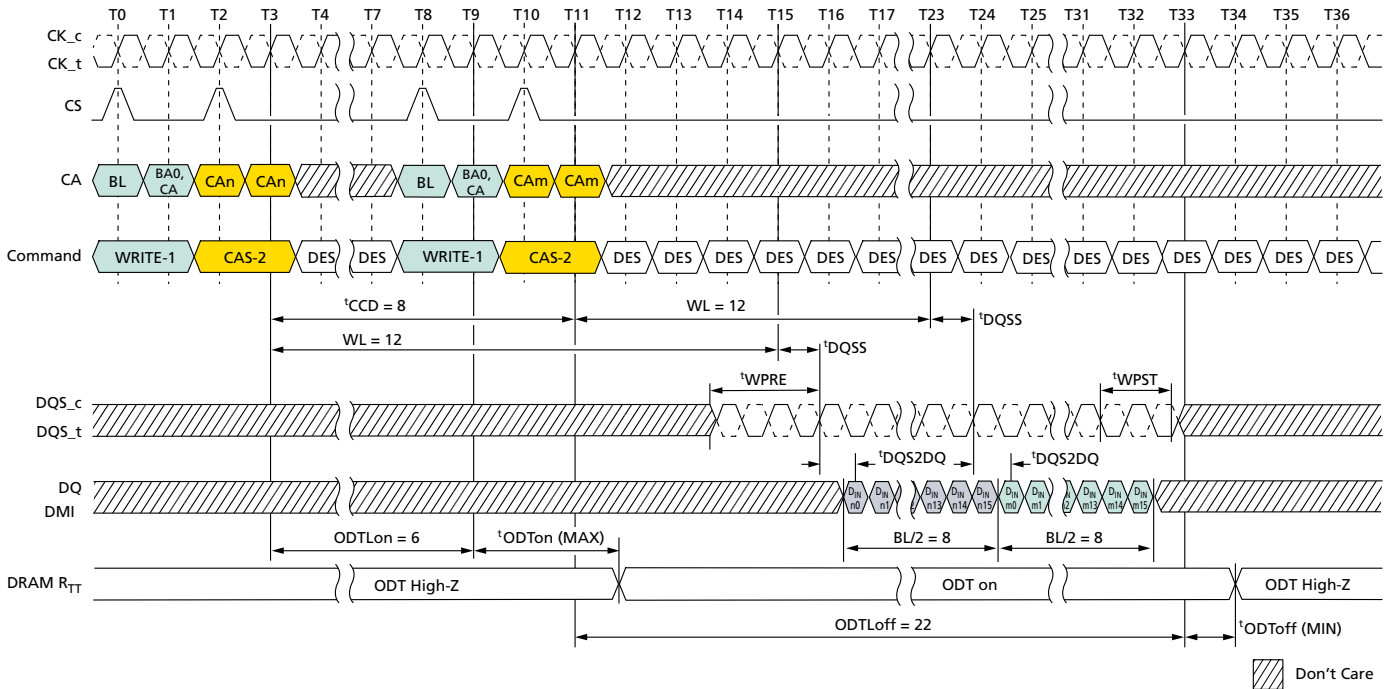 T0 T1 T2 T3 T4 T7 T8 T9 T10 T11 T12 T13 T14 T15 T16 T17 T23 T24 T25 T31 T32 T33 T34 T35 T36
CK_c
CK_t
CS
CA BL BA0, CA CAn CAn BL BA0, CA CAm CAm
Command WRITE-1 CAS-2 DES DES WRITE-1 CAS-2 DES DES DES DES DES DES DES DES DES DES DES DES DES DES DES
tCCD = 8 WL = 12 tDQSS
WL = 12 tDQSS
tWPRE tWPST
DQS_c
DQS_t
tDQS2DQ tDQS2DQ
DQ
DMI
DIN n0 DIN n1 DIN n13 DIN n14 DIN n15 DIN m0 DIN m1 DIN m13 DIN m14 DIN m15
ODTLon = 6 tODTon (MAX) BL/2 = 8 BL/2 = 8
DRAM RTT ODT High-Z ODT on ODT High-Z
ODTLoff = 22 tODToff (MIN)
Don't Care